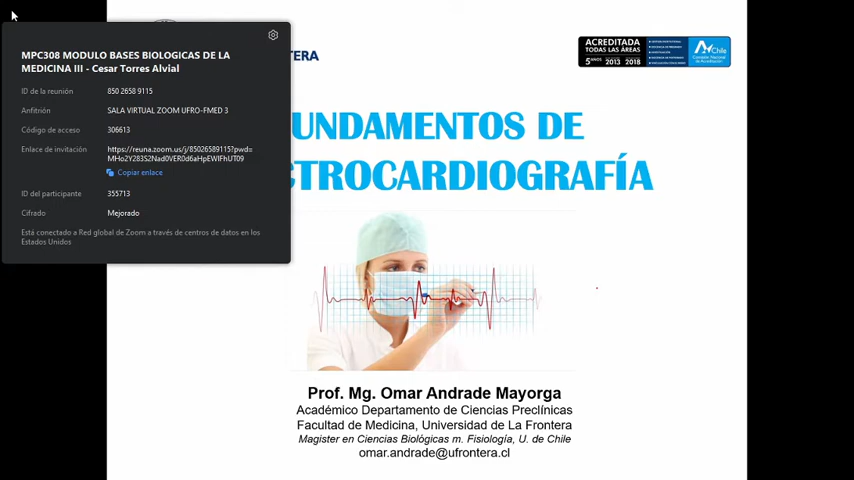 MPC308 MODULO BASES BIOLOGICAS DE LA
MEDICINA III - Cesar Torres Alvial
ID de la reunión 850 2658 9115
Anfitrión SALA VIRTUAL ZOOM UFRO-FMED 3
Código de acceso 306613
Enlace de invitación https://reuna.zoom.us/j/85026589115?pwd=
MHo2Y283S2Nad0VER0d6aHpEWlFhUT09
Copiar enlace
ID del participante 355713
Cifrado Mejorado
Está conectado a Red global de Zoom a través de centros de datos en los
Estados Unidos
TERA
ACREDITADA
TODAS LAS ÁREAS
5 AÑOS 2013 2018
Chile
UNDAMENTOS DE
CTROCARDIOGRAFÍA
Prof. Mg. Omar Andrade Mayorga
Académico Departamento de Ciencias Preclínicas
Facultad de Medicina, Universidad de La Frontera
Magister en Ciencias Biológicas m. Fisiología, U. de Chile
omar.andrade@ufrontera.cl